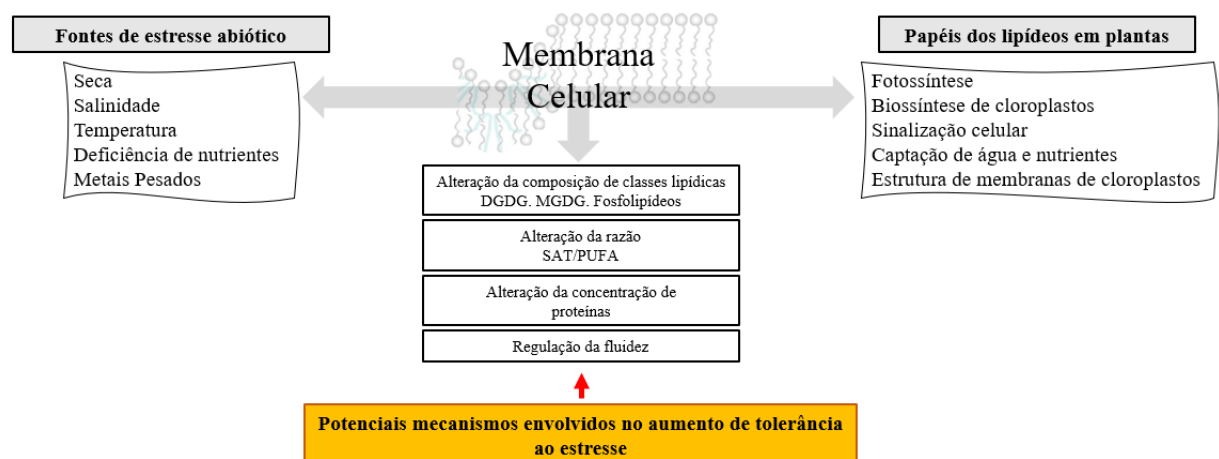 Fontes de estresse abiótico
Seca
Salinidade
Temperatura
Deficiência de nutrientes
Metais Pesados
Membrana
Celular
Papéis dos lipídeos em plantas
Fotossíntese
Biossíntese de cloroplastos
Sinalização celular
Captação de água e nutrientes
Estrutura de membranas de cloroplastos
Alteração da composição de classes lipídicas
DGDG. MGDG. Fosfolipídeos
Alteração da razão
SAT/PUFA
Alteração da concentração de
proteínas
Regulação da fluidez
Potenciais mecanismos envolvidos no aumento de tolerância
ao estresse